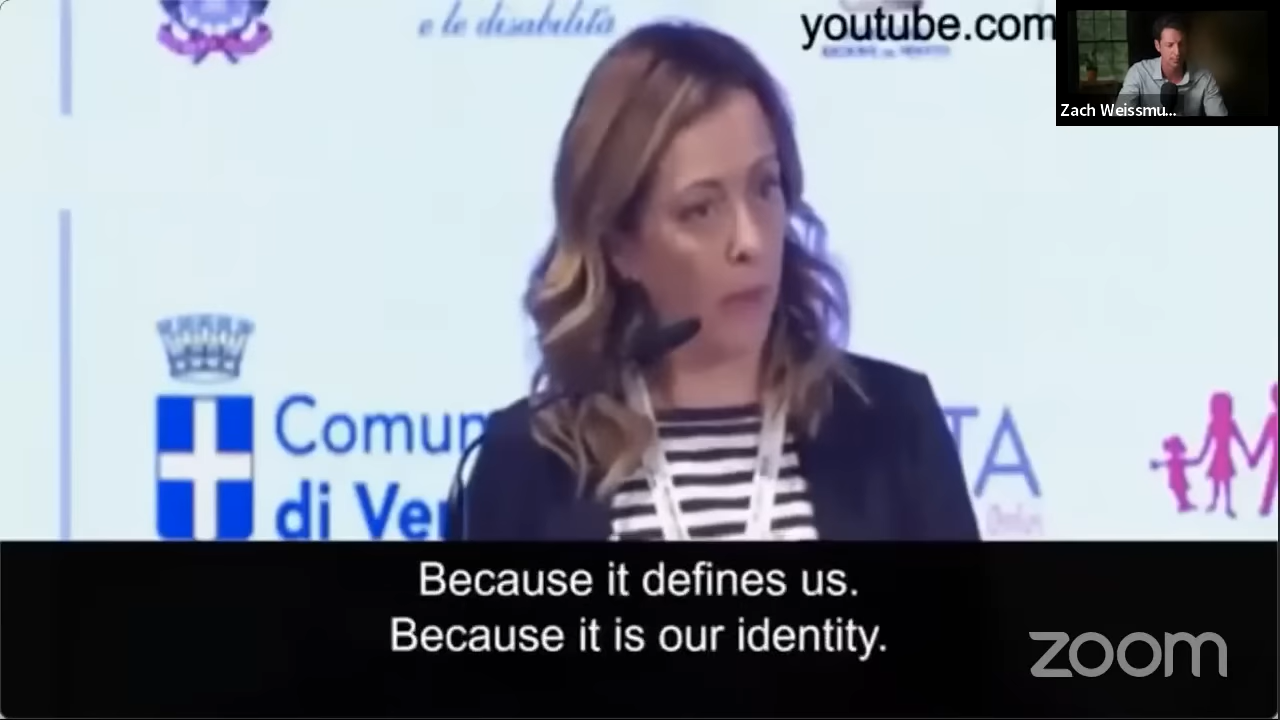 e le disabilità
youtube.com
Zach Weissmu...
Comun
di Ver
TA
Because it defines us.
Because it is our identity.
zoom